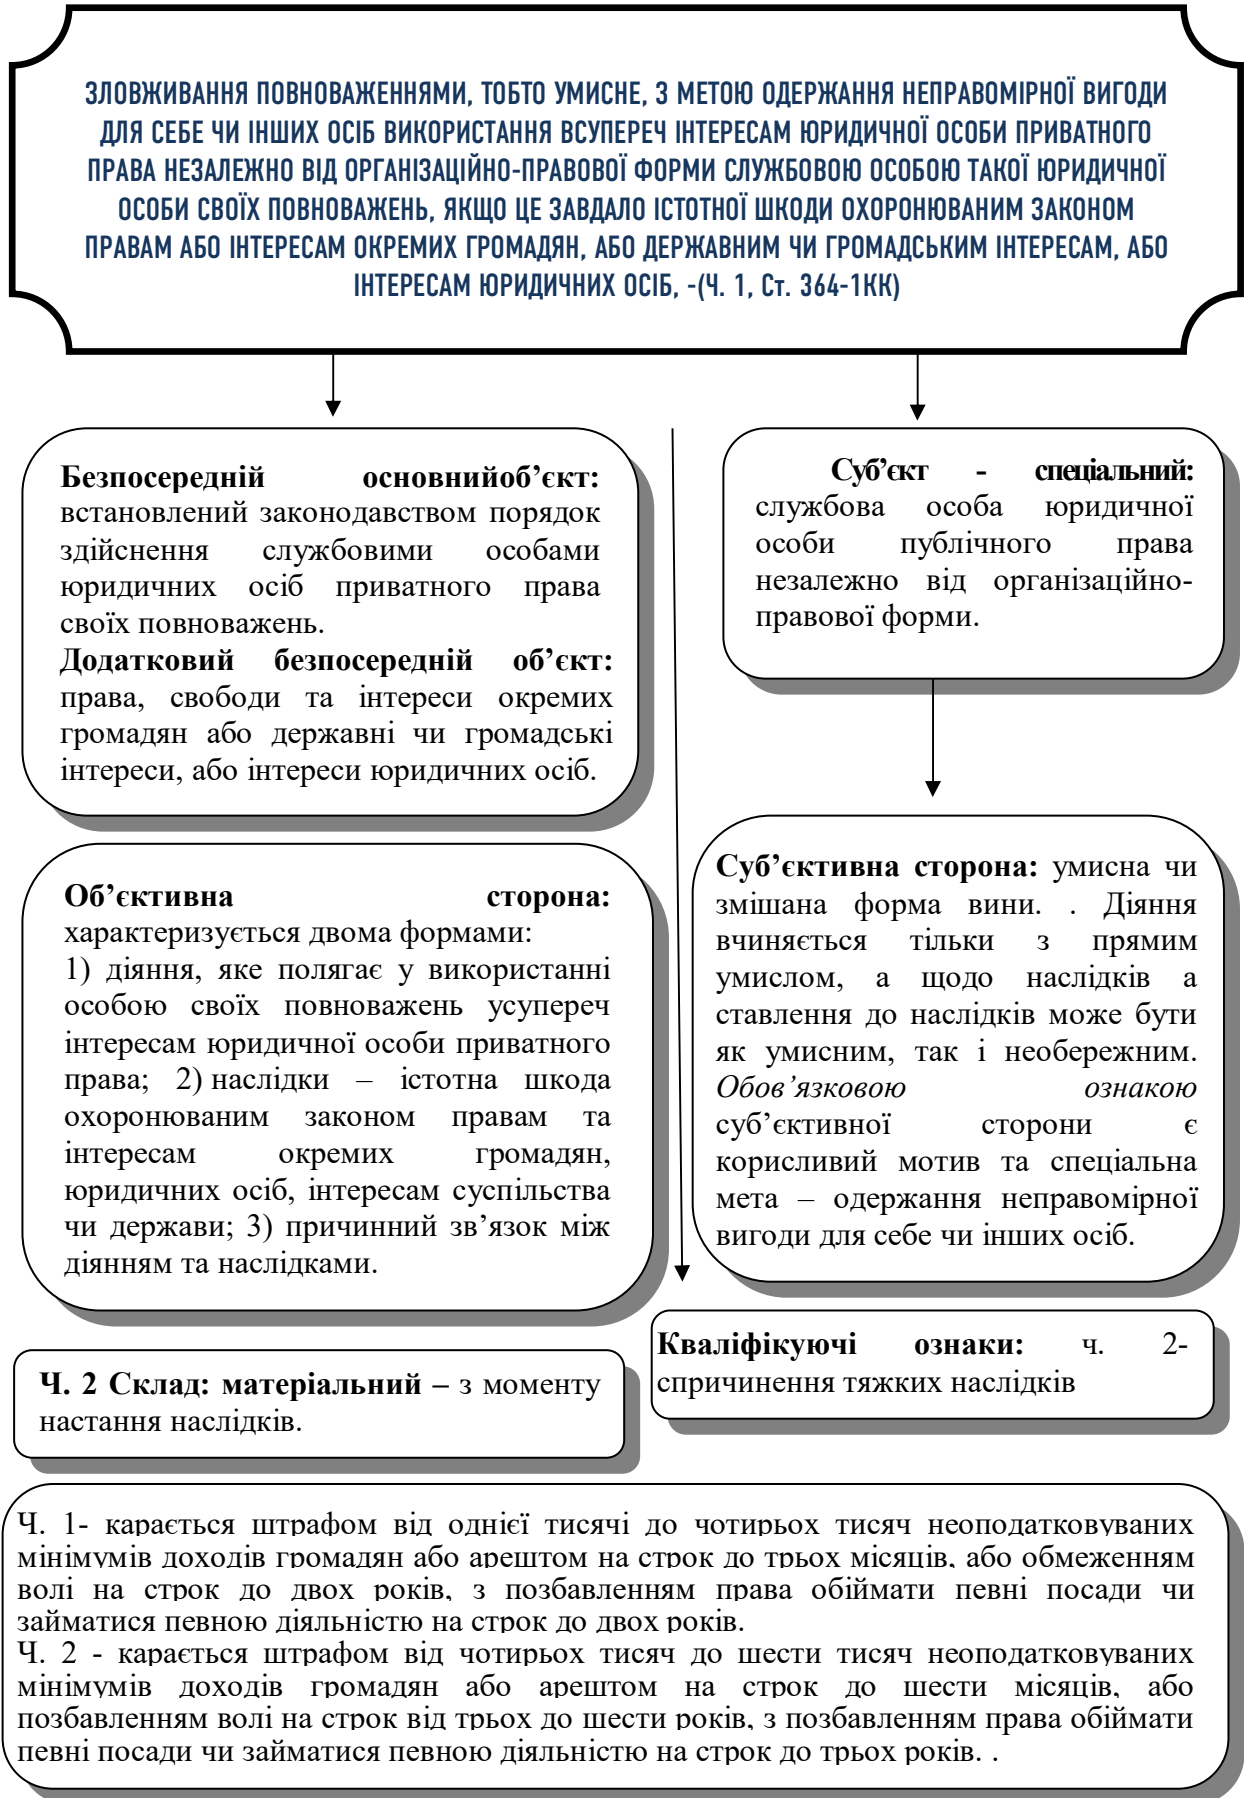 ЗЛОВЖИВАННЯ ПОВНОВАЖЕННЯМИ, ТОБТО УМИСНЕ, З МЕТОЮ ОДЕРЖАННЯ НЕПРАВОМІРНОЇ ВИГОДИ
ДЛЯ СЕБЕ ЧИ ІНШИХ ОСІБ ВИКОРИСТАННЯ ВСУПЕРЕЧ ІНТЕРЕСАМ ЮРИДИЧНОЇ ОСОБИ ПРИВАТНОГО
ПРАВА НЕЗАЛЕЖНО ВІД ОРГАНІЗАЦІЙНО-ПРАВОВОЇ ФОРМИ СЛУЖБОВОЮ ОСОБОЮ ТАКОЇ ЮРИДИЧНОЇ
ОСОБИ СВОЇХ ПОВНОВАЖЕНЬ, ЯКЩО ЦЕ ЗАВДАЛО ІСТОТНОЇ ШКОДИ ОХОРОНЮВАНИМ ЗАКОНОМ
ПРАВАМ АБО ІНТЕРЕСАМ ОКРЕМИХ ГРОМАДЯН, АБО ДЕРЖАВНИМ ЧИ ГРОМАДСЬКИМ ІНТЕРЕСАМ, АБО
ІНТЕРЕСАМ ЮРИДИЧНИХ ОСІБ, -(Ч. 1, Ст. 364-1КК)
Безпосередній основнийоб’єкт:
встановлений законодавством порядок
здійснення службовими особами
юридичних осіб приватного права
своїх повноважень.
Додатковий безпосередній об’єкт:
права, свободи та інтереси окремих
громадян або державні чи громадські
інтереси, або інтереси юридичних осіб.
Суб’єкт - спеціальний:
службова особа юридичної
особи публічного права
незалежно від організаційно-
правової форми.
Об’єктивна сторона:
характеризується двома формами:
1) діяння, яке полягає у використанні
особою своїх повноважень усупереч
інтересам юридичної особи приватного
права; 2) наслідки – істотна шкода
охоронюваним законом правам та
інтересам окремих громадян,
юридичних осіб, інтересам суспільства
чи держави; 3) причинний зв’язок між
діянням та наслідками.
Суб’єктивна сторона: умисна чи
змішана форма вини. . Діяння
вчиняється тільки з прямим
умислом, а щодо наслідків а
ставлення до наслідків може бути
як умисним, так і необережним.
Обов’язковою ознакою
суб’єктивної сторони є
корисливий мотив та спеціальна
мета – одержання неправомірної
вигоди для себе чи інших осіб.
Ч. 2 Склад: матеріальний – з моменту
настання наслідків.
Кваліфікуючі ознаки: ч. 2-
спричинення тяжких наслідків
Ч. 1- карається штрафом від однієї тисячі до чотирьох тисяч неоподатковуваних
мінімумів доходів громадян або арештом на строк до трьох місяців, або обмеженням
волі на строк до двох років, з позбавленням права обіймати певні посади чи
займатися певною діяльністю на строк до двох років.
Ч. 2 - карається штрафом від чотирьох тисяч до шести тисяч неоподатковуваних
мінімумів доходів громадян або арештом на строк до шести місяців, або
позбавленням волі на строк від трьох до шести років, з позбавленням права обіймати
певні посади чи займатися певною діяльністю на строк до трьох років. .